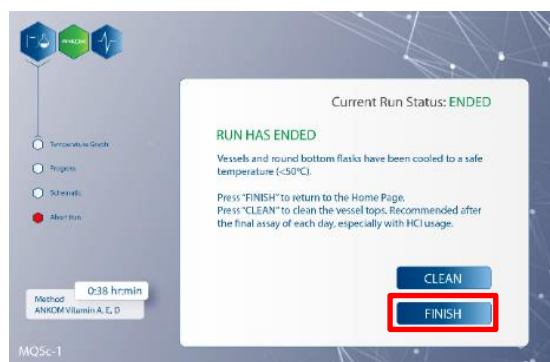 ANKOM
Current Run Status: ENDED
RUN HAS ENDED
Vessels and round bottom flasks have been cooled to a safe
temperature (<50°C).
Press "FINISH" to return to the Home Page.
Press "CLEAN" to clean the vessel tops. Recommended after
the final assay of each day, especially with HCl usage.
Temperature Graph
Progress
Schematic
Abort Run
0:38 hr:min
Method
ANKOM Vitamin A, E, D
CLEAN
FINISH
MQ5c-1